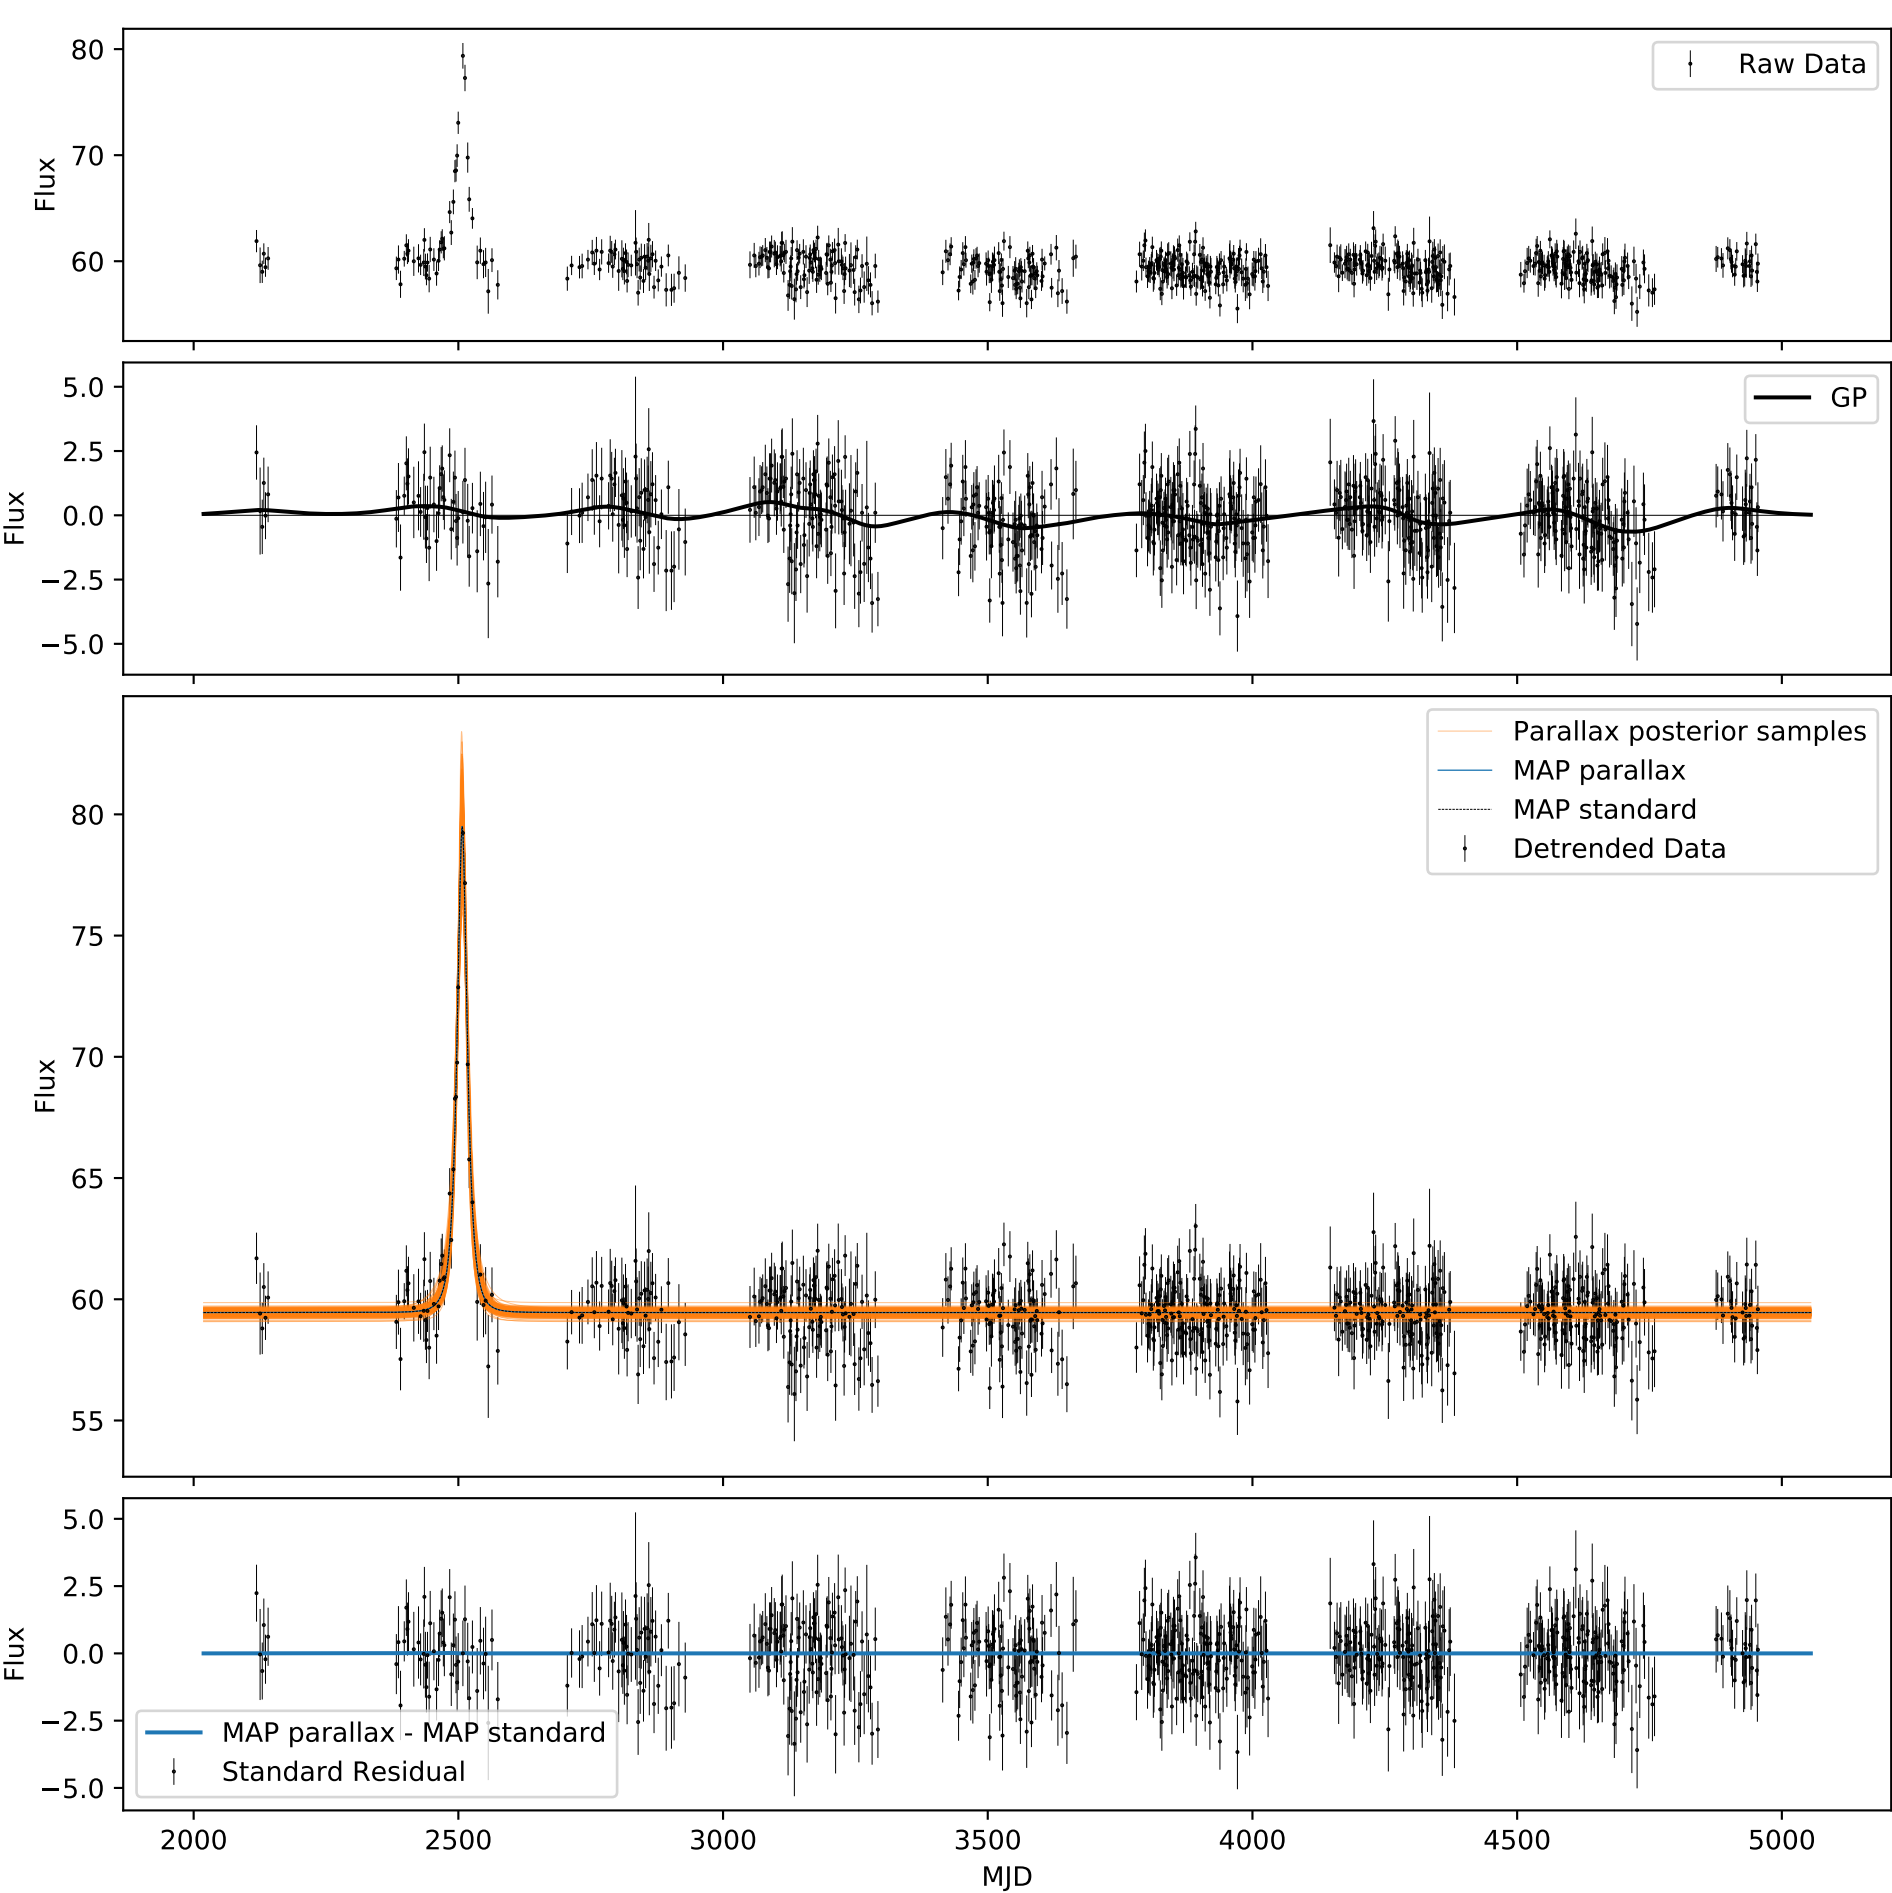 80
70
60
Flux
Raw Data
5.0
2.5
0.0
−2.5
−5.0
Flux
GP
80
75
70
65
60
55
Flux
Parallax posterior samples
MAP parallax
MAP standard
Detrended Data
5.0
2.5
0.0
−2.5
−5.0
Flux
MAP parallax - MAP standard
Standard Residual
2000 2500 3000 3500 4000 4500 5000
MJD